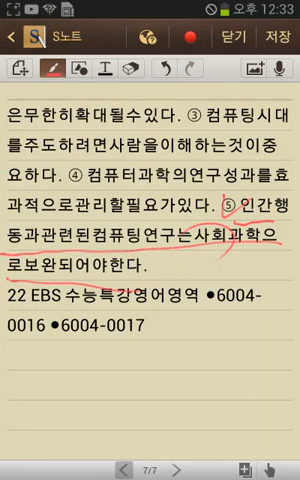 오후 12:33
S노트
닫기
저장
은무한히확대될수있다. ③ 컴퓨팅시대
를주도하려면사람을이해하는것이중
요하다. ④ 컴퓨터과학의연구성과를효
과적으로관리할필요가있다. ⑤ 인간행
동과관련된컴퓨팅연구는사회과학으
로보완되어야한다.
22 EBS 수능특강영어영역 ●6004-
0016 ●6004-0017
7/7